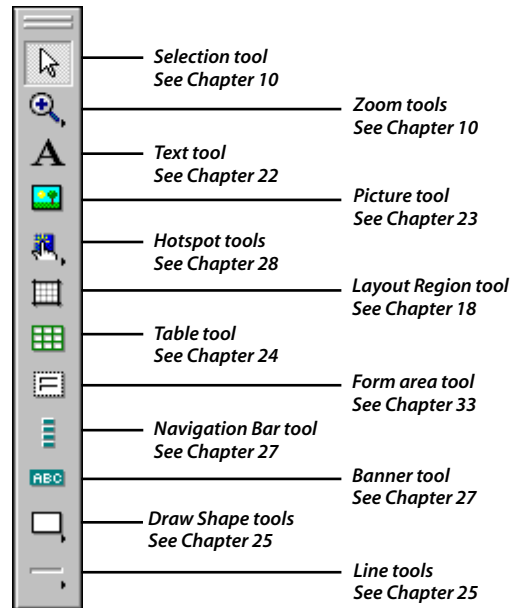 Selection tool
See Chapter 10
Zoom tools
See Chapter 10
A
Text tool
See Chapter 22
Picture tool
See Chapter 23
Hotspot tools
See Chapter 28
Layout Region tool
See Chapter 18
Table tool
See Chapter 24
Form area tool
See Chapter 33
Navigation Bar tool
See Chapter 27
ABC
Banner tool
See Chapter 27
Draw Shape tools
See Chapter 25
Line tools
See Chapter 25